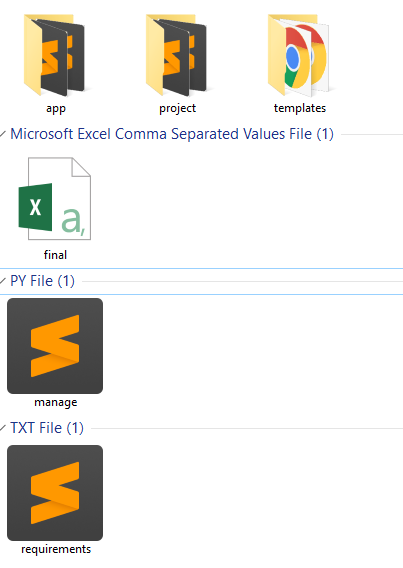 app project templates
Microsoft Excel Comma Separated Values File (1)
X a,
final
PY File (1)
manage
TXT File (1)
requirements